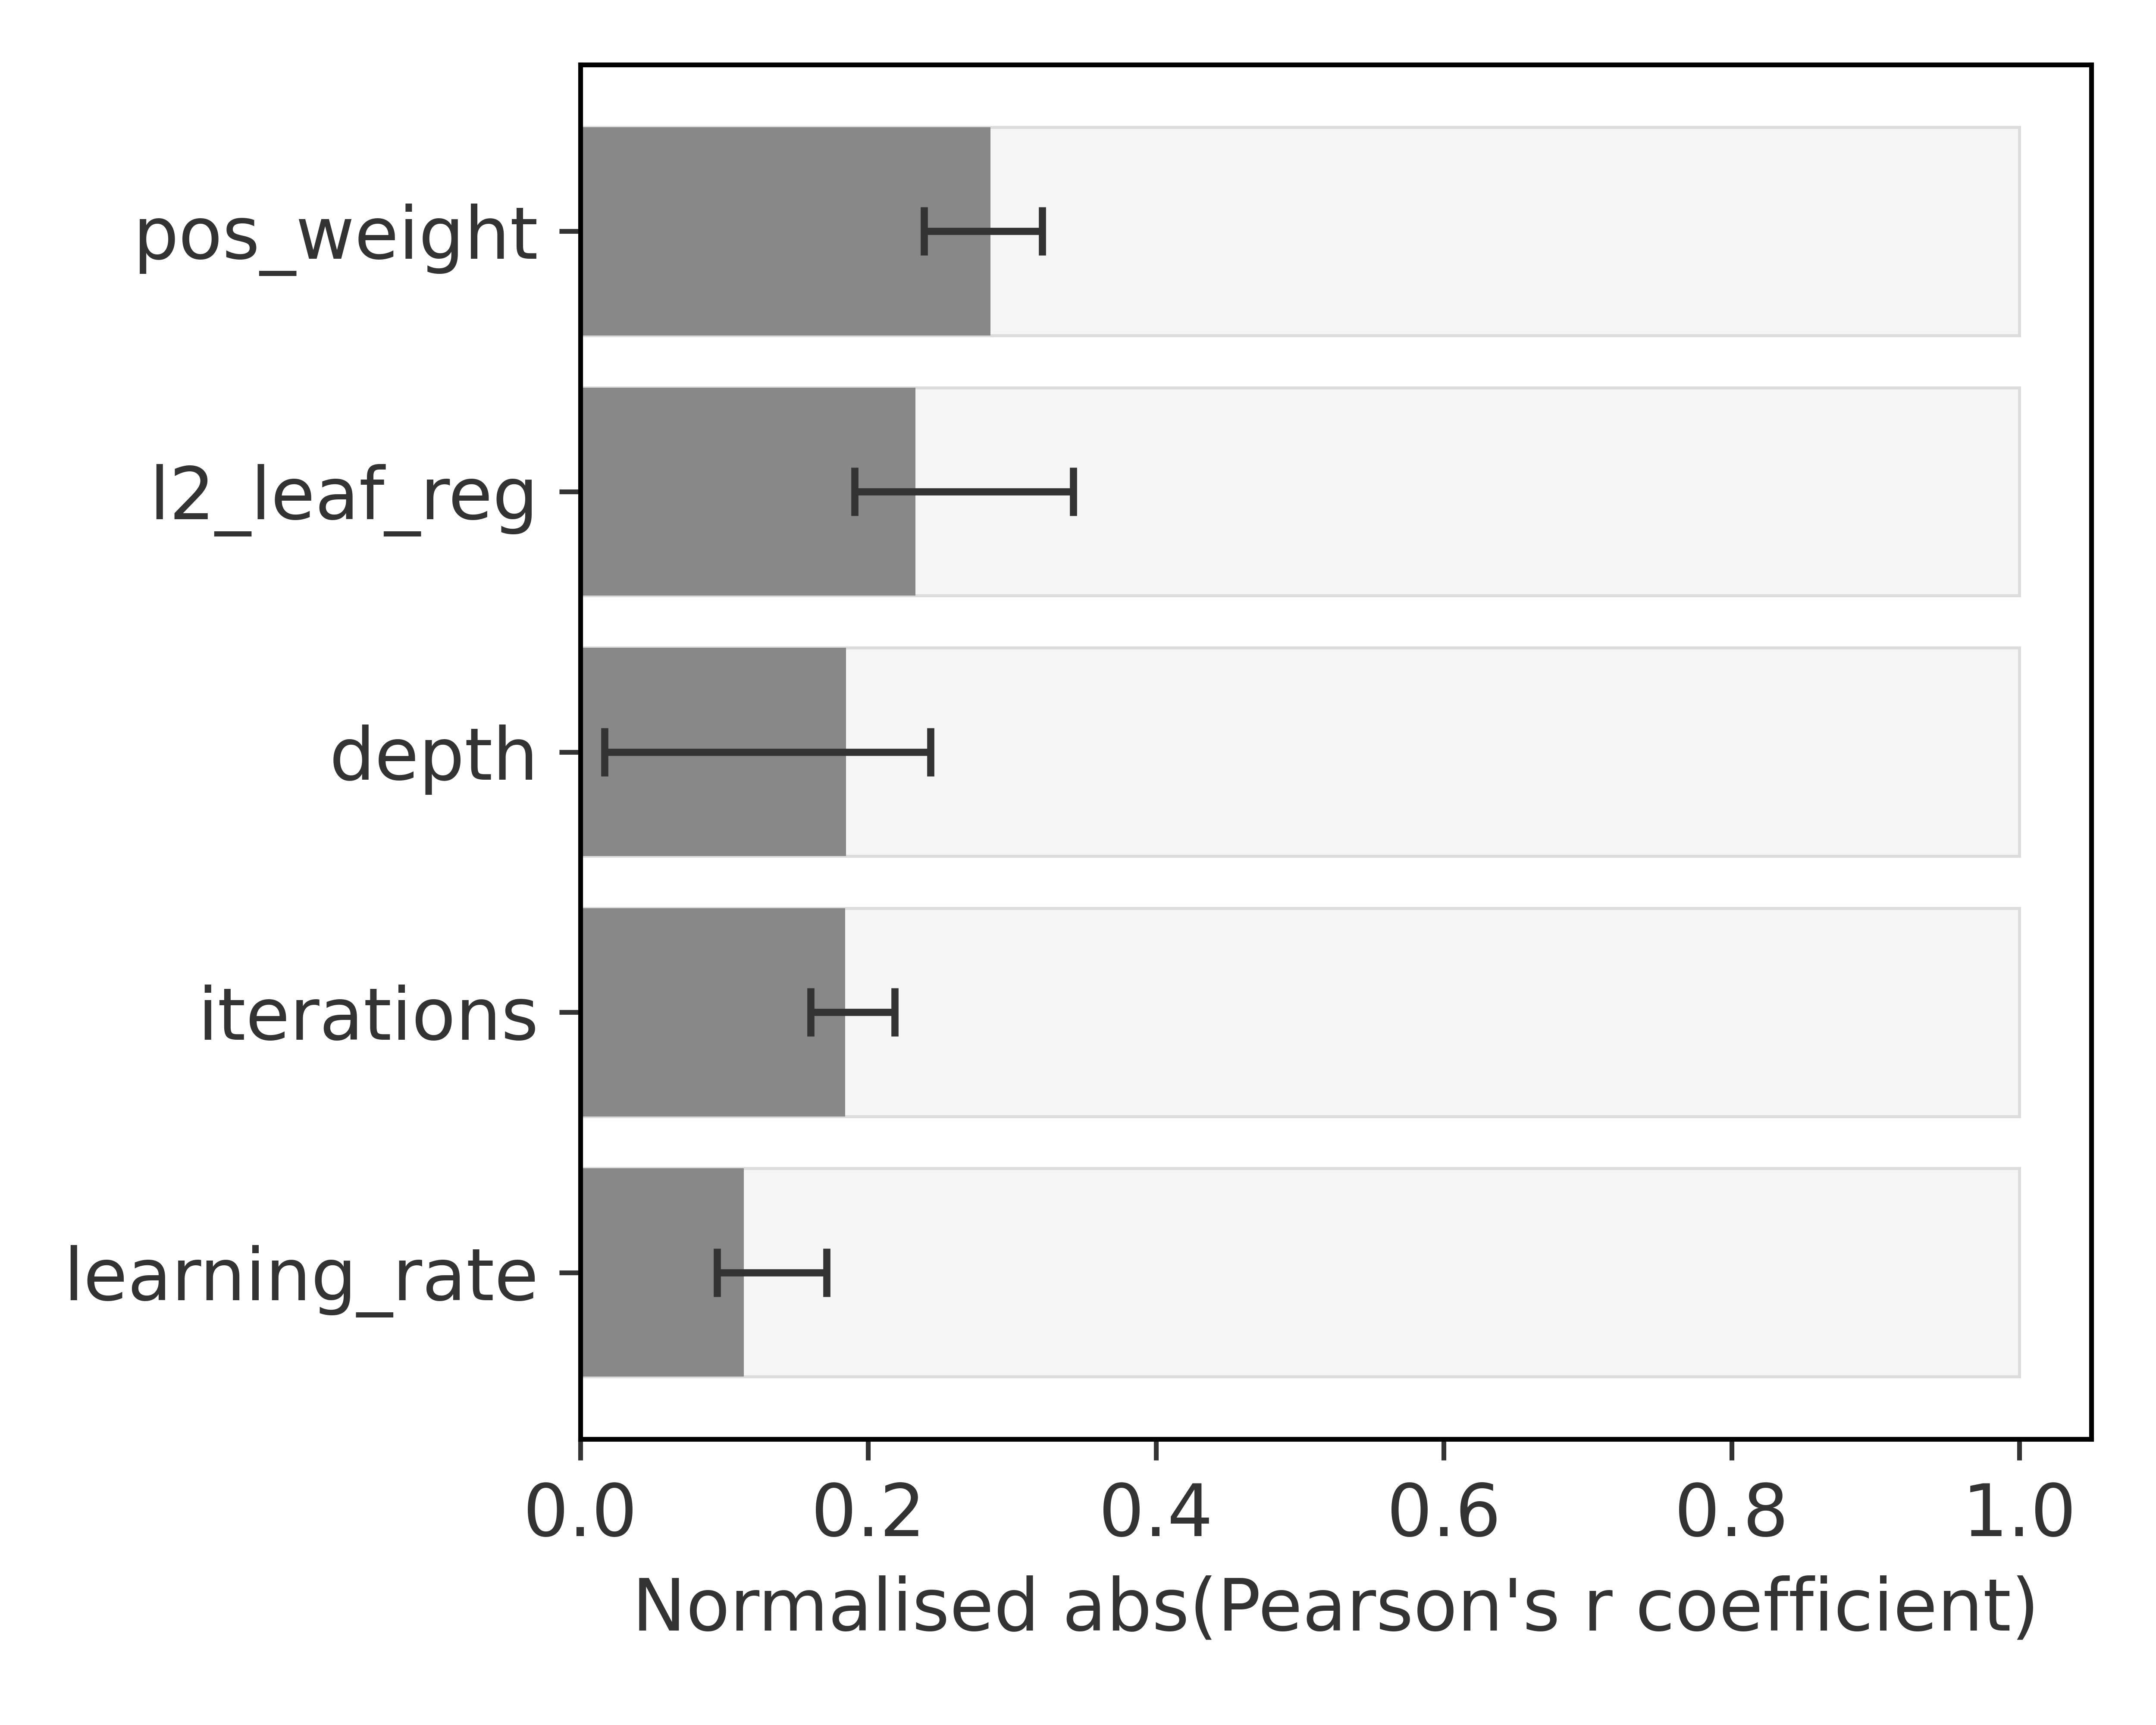 pos_weight
l2_leaf_reg
depth
iterations
learning_rate
0.0 0.2 0.4 0.6 0.8 1.0
Normalised abs(Pearson's r coefficient)